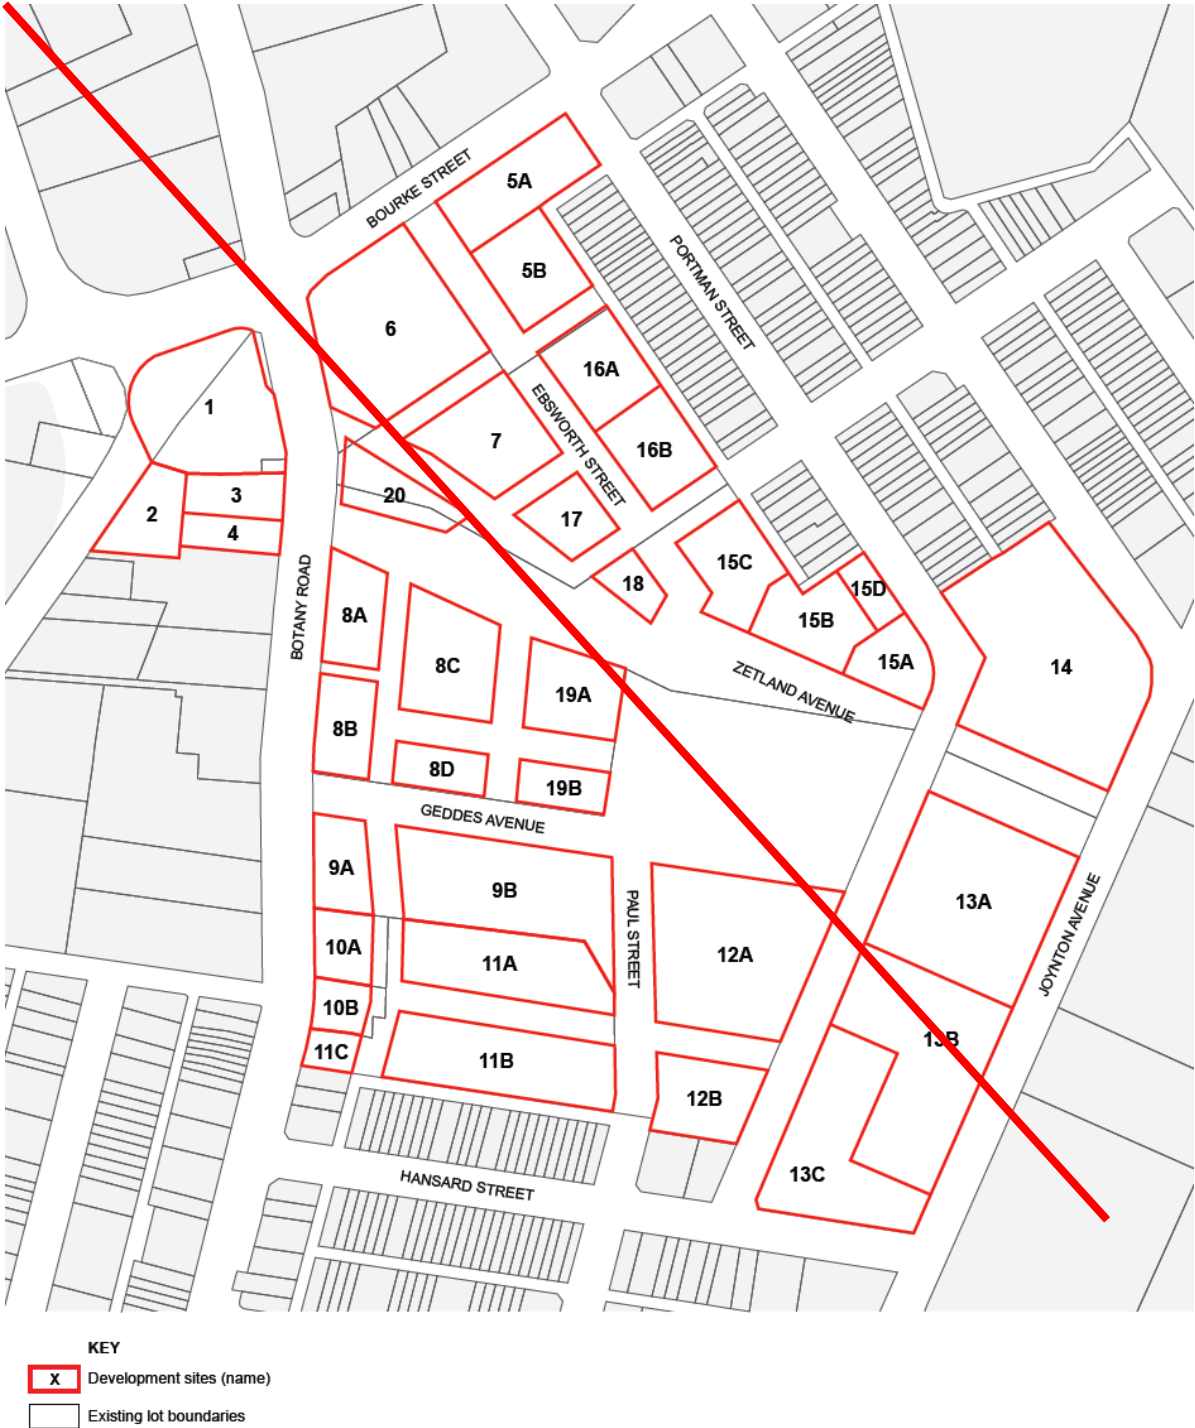 BOURKE STREET
5A
5B
PORTMAN STREET
6
16A
EBSWORTH STREET
1
7
16B
3
20
2
17
4
15C
18
15D
BOTANY ROAD
8A
15B
8C
15A
14
19A
ZETLAND AVENUE
8B
8D
19B
GEDDES AVENUE
9A
9B
PAUL STREET
13A
JOYNTON AVENUE
10A
11A
12A
10B
13B
11C
11B
12B
13C
HANSARD STREET
KEY
X Development sites (name)
Existing lot boundaries